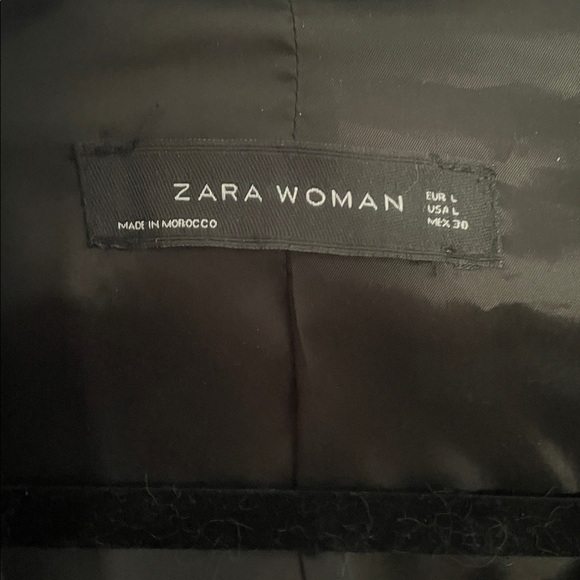 ZARA WOMAN
MADE IN MOROCCO
EUR L
USA L
MEX 30